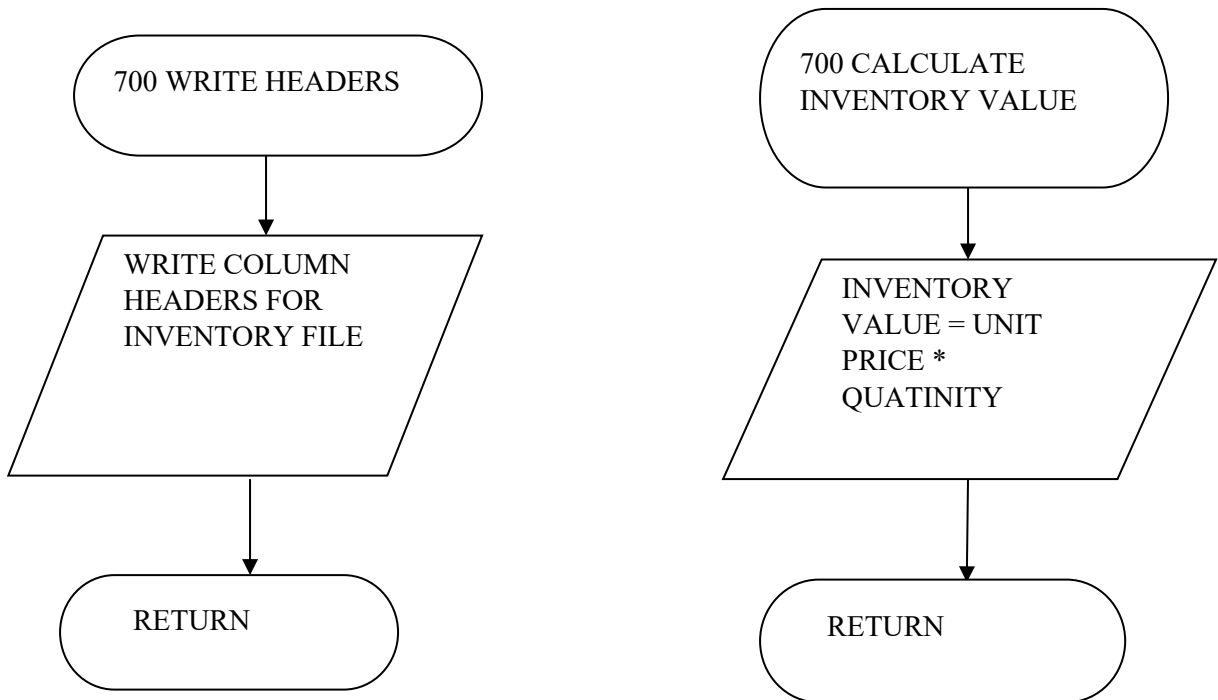 700 WRITE HEADERS
WRITE COLUMN
HEADERS FOR
INVENTORY FILE
RETURN
700 CALCULATE
INVENTORY VALUE
INVENTORY
VALUE = UNIT
PRICE *
QUATINITY
RETURN